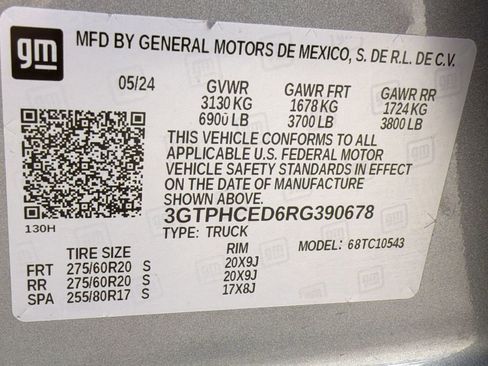 gm
MFD BY GENERAL MOTORS DE MEXICO, S. DE R.L. DE C.V.
05/24 GVWR GAWR FRT GAWR RR
3130 KG 1678 KG 1724 KG
6900 LB 3700 LB 3800 LB
THIS VEHICLE CONFORMS TO ALL
APPLICABLE U.S. FEDERAL MOTOR
VEHICLE SAFETY STANDARDS IN EFFECT
ON THE DATE OF MANUFACTURE
SHOWN ABOVE.
3GTPHCED6RG390678
130H TYPE: TRUCK MODEL: 68TC10543
TIRE SIZE RIM
FRT 275/60R20 S 20X9J
RR 275/60R20 S 20X9J
SPA 255/80R17 S 17X8J